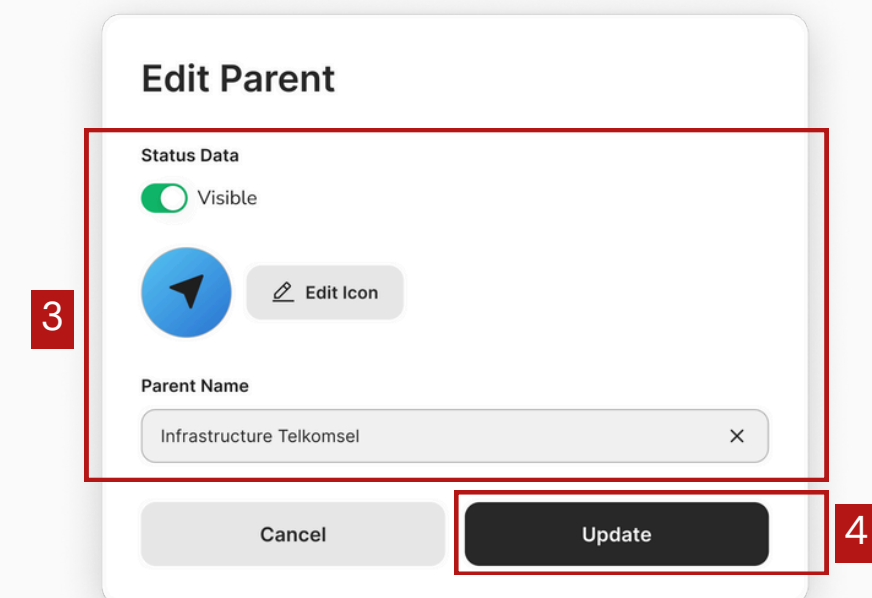 Edit Parent
Status Data
Visible
3
Edit Icon
Parent Name
Infrastructure Telkomsel
Cancel
Update
4